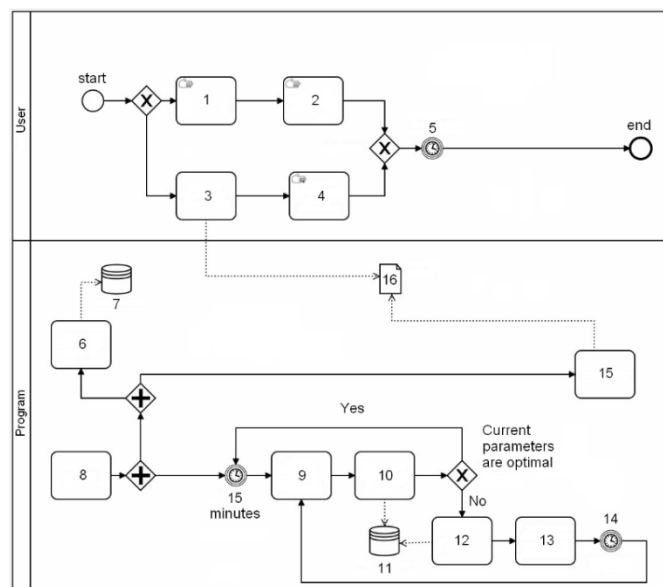 User
start
1
2
3
4
5
end
Program
6
7
8
16
15
Yes
15
minutes
9
10
Current
parameters
are optimal
No
11
12
13
14